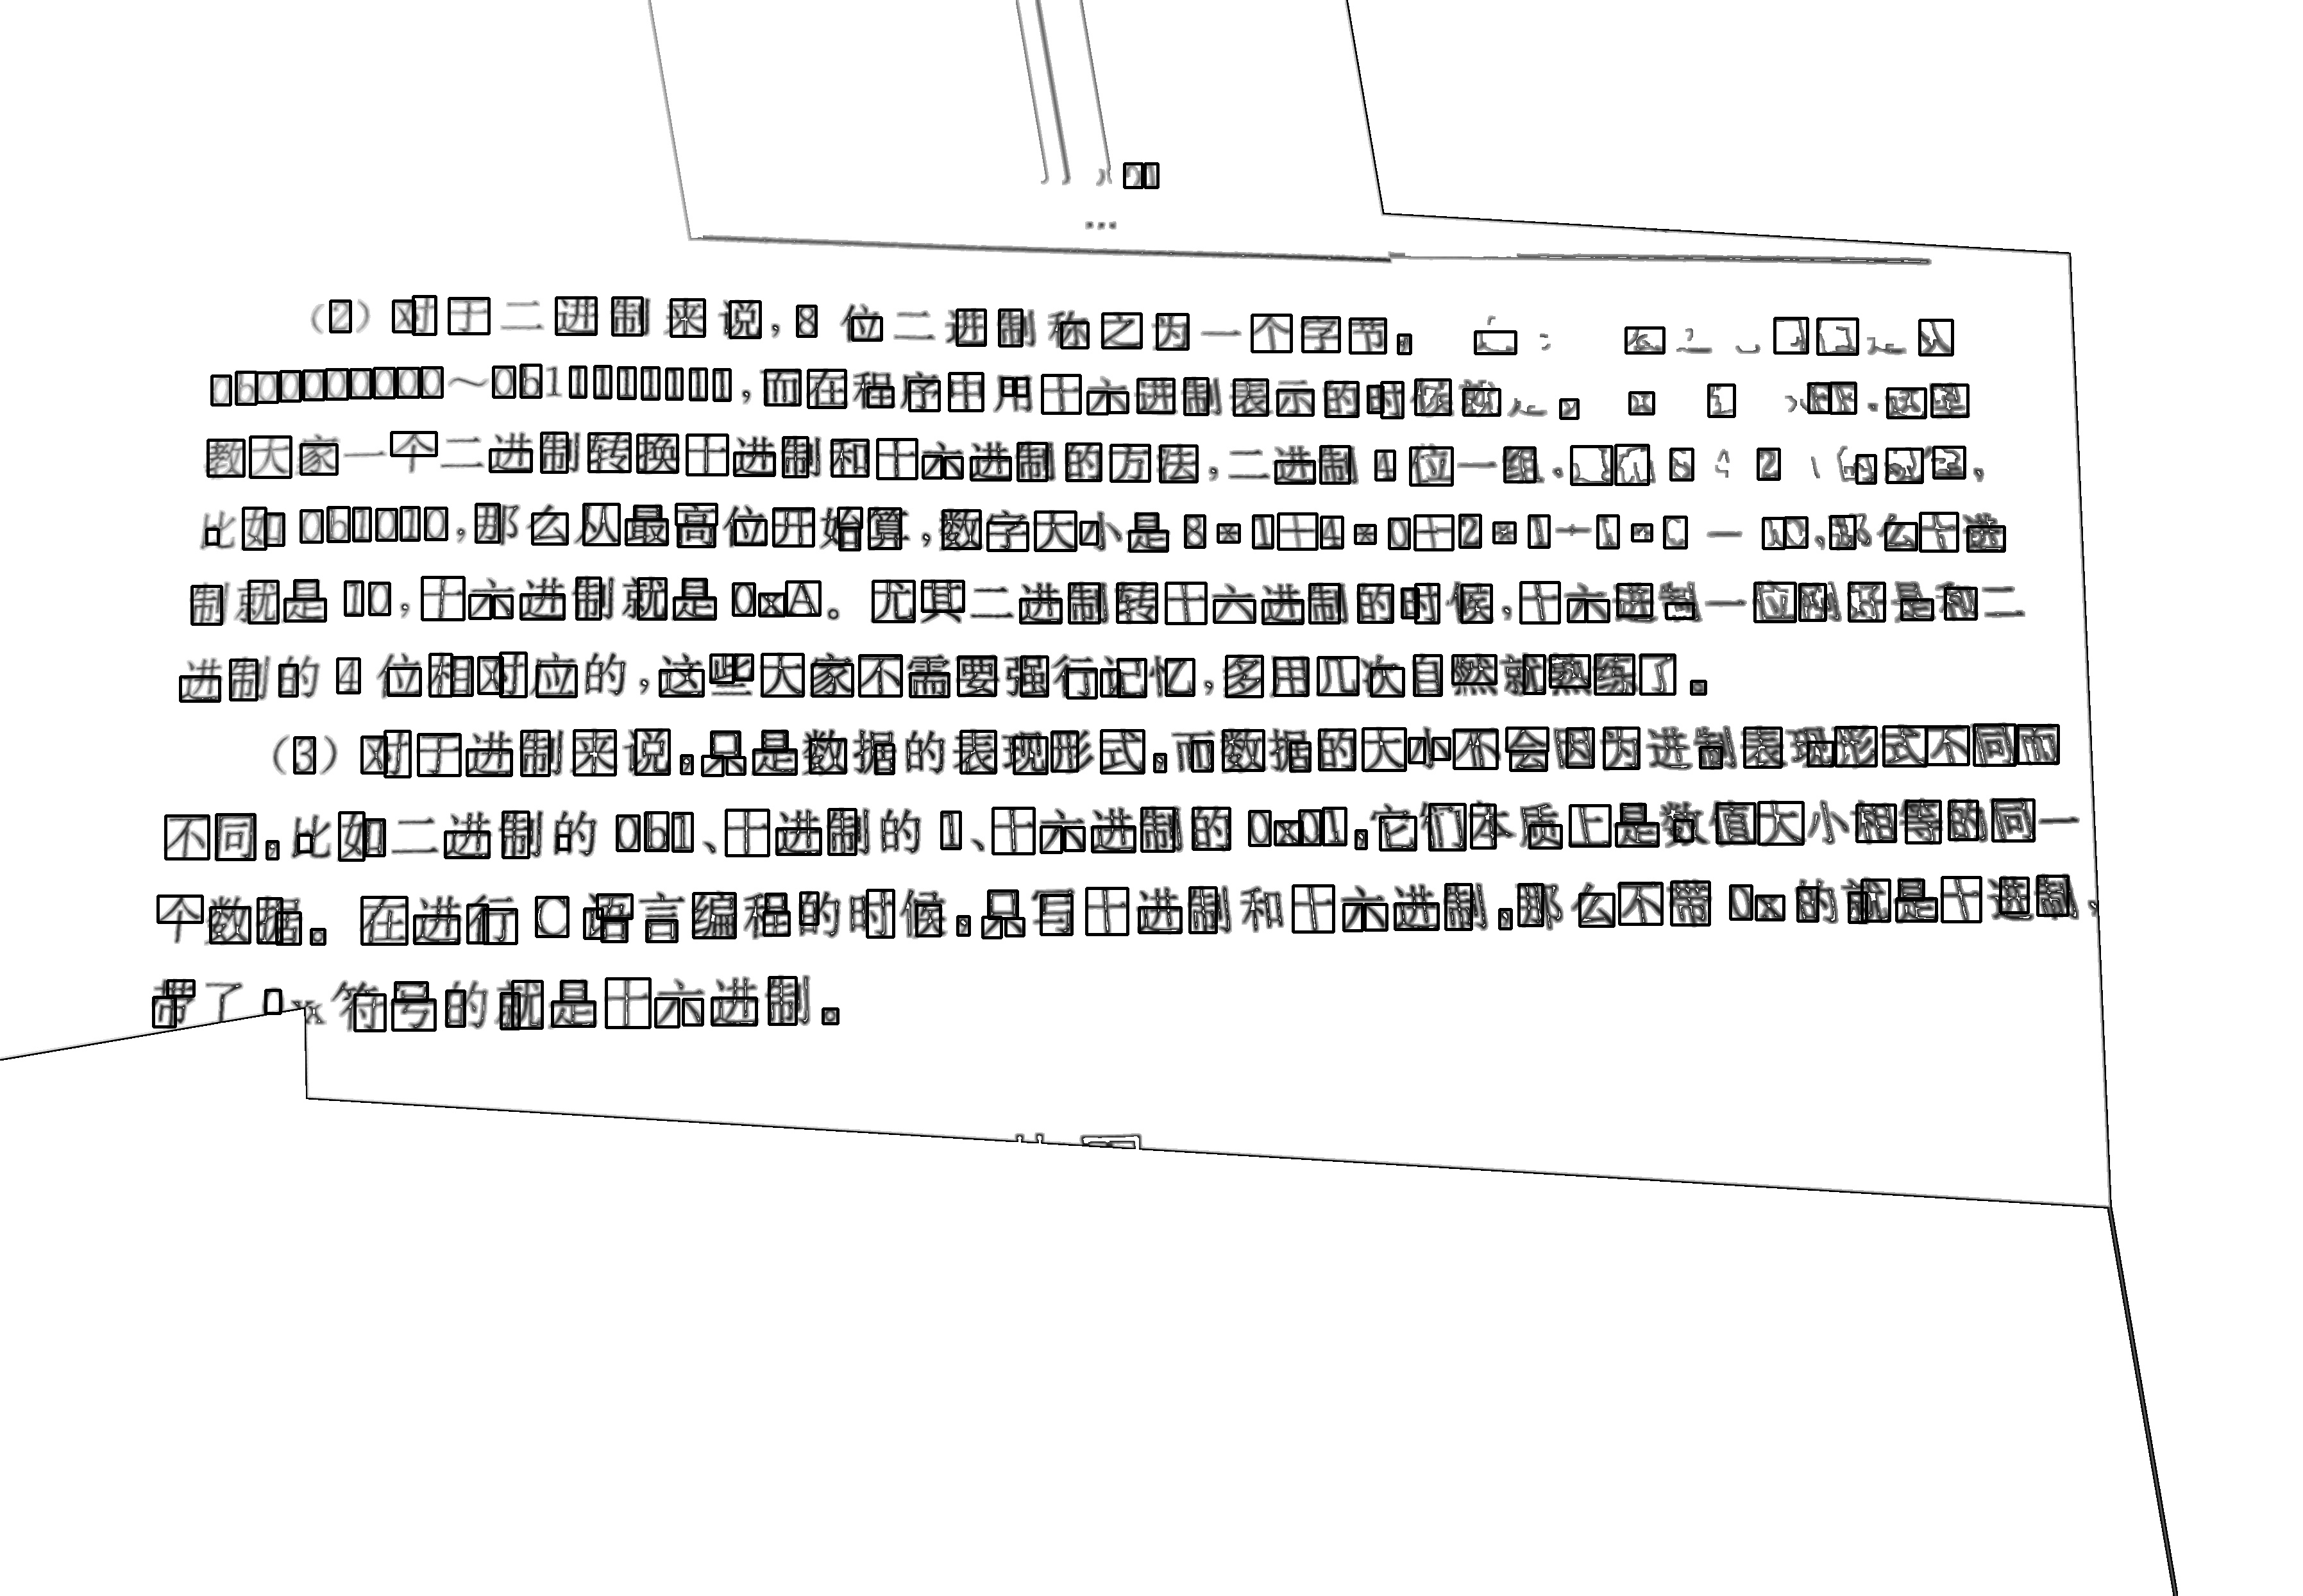 (2)对于二进制来说,8 位二进制称之为一个字节。
0b00000000～0b11111111,而在程序中用十六进制表示的时候
教大家一个二进制转换十进制和十六进制的方法,二进制 4 位一组, 8 4 2
比如 0b1010,那么从最高位开始算,数字大小是 8*1+4*0+2*1+1*0 = 10,那么十进
制就是 10,十六进制就是 0xA。尤其二进制转十六进制的时候,十六进制一位刚好是和二
进制的 4 位相对应的,这些大家不需要强行记忆,多用几次自然就熟练了。
(3)对于进制来说,只是数据的表现形式,而数据的大小不会因为进制表现形式不同而
不同,比如二进制的 0b1、十进制的 1、十六进制的 0x01,它们本质上是数值大小相等的同一
个数据。在进行 C 语言编程的时候,只写十进制和十六进制,那么不带 0x 的就是十进制,
带了 0x 符号的就是十六进制。